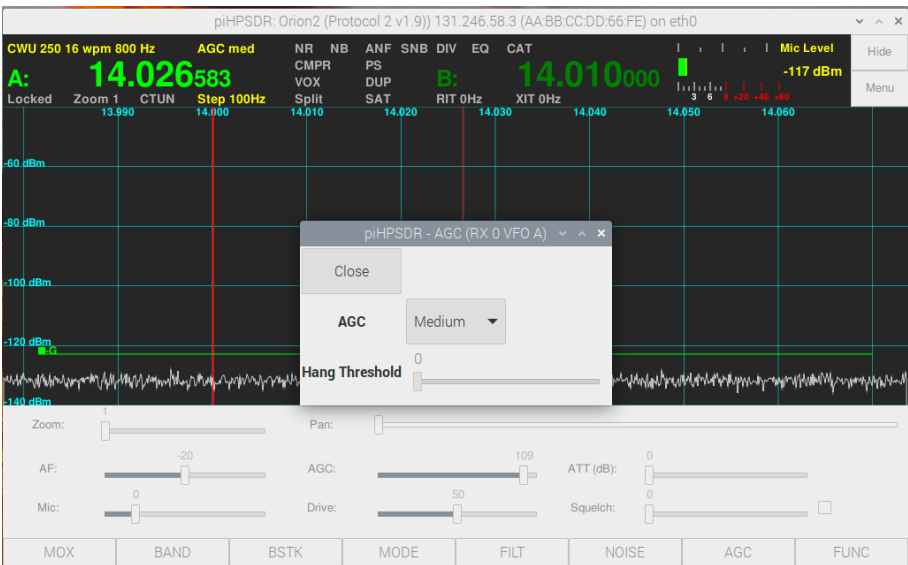 piHPSDR: Orion2 (Protocol 2 v1.9)) 131.246.58.3 (AA:BB:CC:DD:66:FE) on eth0
CWU 250 16 wpm 800 Hz AGC med NR NB ANF SNB DIV EQ CAT Mic Level Hide
CMPR PS
A: 14.026583 VOX DUP B: 14.010000 -117 dBm Menu
Locked Zoom 1 CTUN Step 100Hz Split SAT RIT 0Hz XIT 0Hz 3 6 9 +20 +40 +60
13.990 14.000 14.010 14.020 14.030 14.040 14.050 14.060
-60 dBm
-80 dBm
piHPSDR - AGC (RX 0 VFO A)
Close
-100 dBm
AGC Medium
-120 dBm
-G
0
Hang Threshold
-140 dBm
1
Zoom: Pan:
-20 109 0
AF: AGC: ATT (dB):
0 50 0
Mic: Drive: Squelch:
MOX BAND BSTK MODE FILT NOISE AGC FUNC